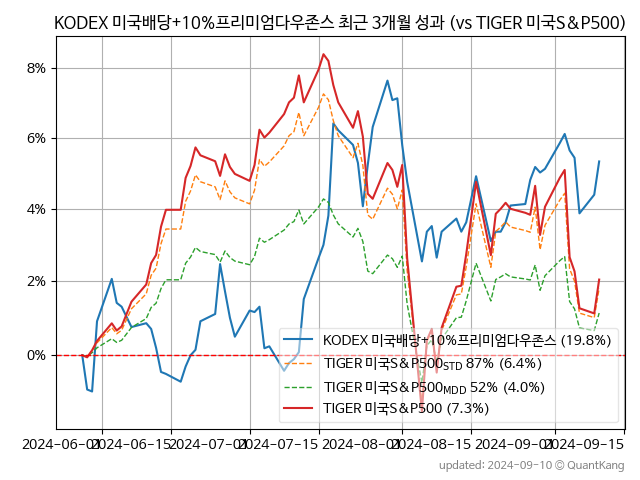 KODEX 미국배당+10%프리미엄다우존스 최근 3개월 성과 (vs TIGER 미국S&P500)
8%
6%
4%
2%
0%
KODEX 미국배당+10%프리미엄다우존스 (19.8%)
TIGER 미국S&P500STD 87% (6.4%)
TIGER 미국S&P500MDD 52% (4.0%)
TIGER 미국S&P500 (7.3%)
2024-06-01 2024-06-15 2024-07-01 2024-07-15 2024-08-01 2024-08-15 2024-09-01 2024-09-15
updated: 2024-09-10 © QuantKang